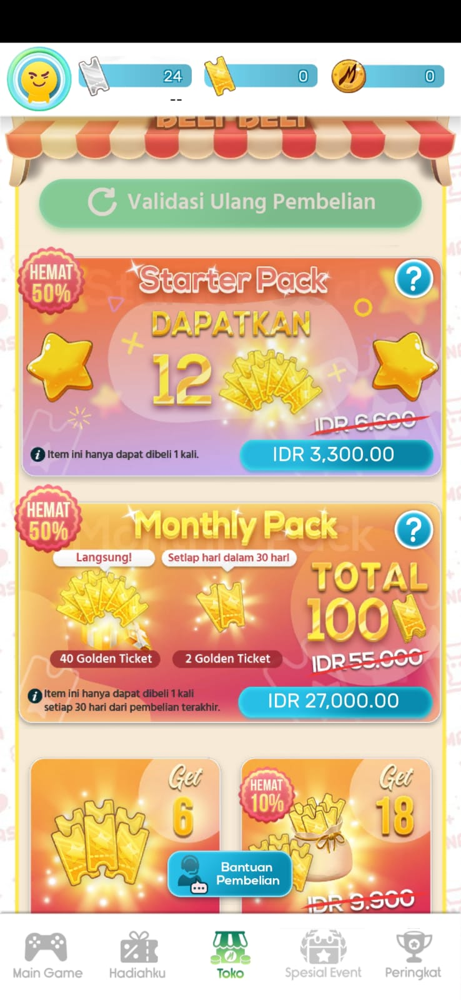 24
0
0
--
BELI BELI
Validasi Ulang Pembelian
HEMAT
50%
Starter Pack
?
DAPATKAN
12
IDR 6.600
Item ini hanya dapat dibeli 1 kali.
IDR 3,300.00
HEMAT
50%
Monthly Pack
?
Langsung!
Setiap hari dalam 30 hari
TOTAL
100
40 Golden Ticket
2 Golden Ticket
IDR 55.000
Item ini hanya dapat dibeli 1 kali
setiap 30 hari dari pembelian terakhir.
IDR 27,000.00
Get
6
HEMAT
10%
Get
18
Bantuan
Pembelian
IDR 9.900
Main Game
Hadiahku
Toko
Spesial Event
Peringkat